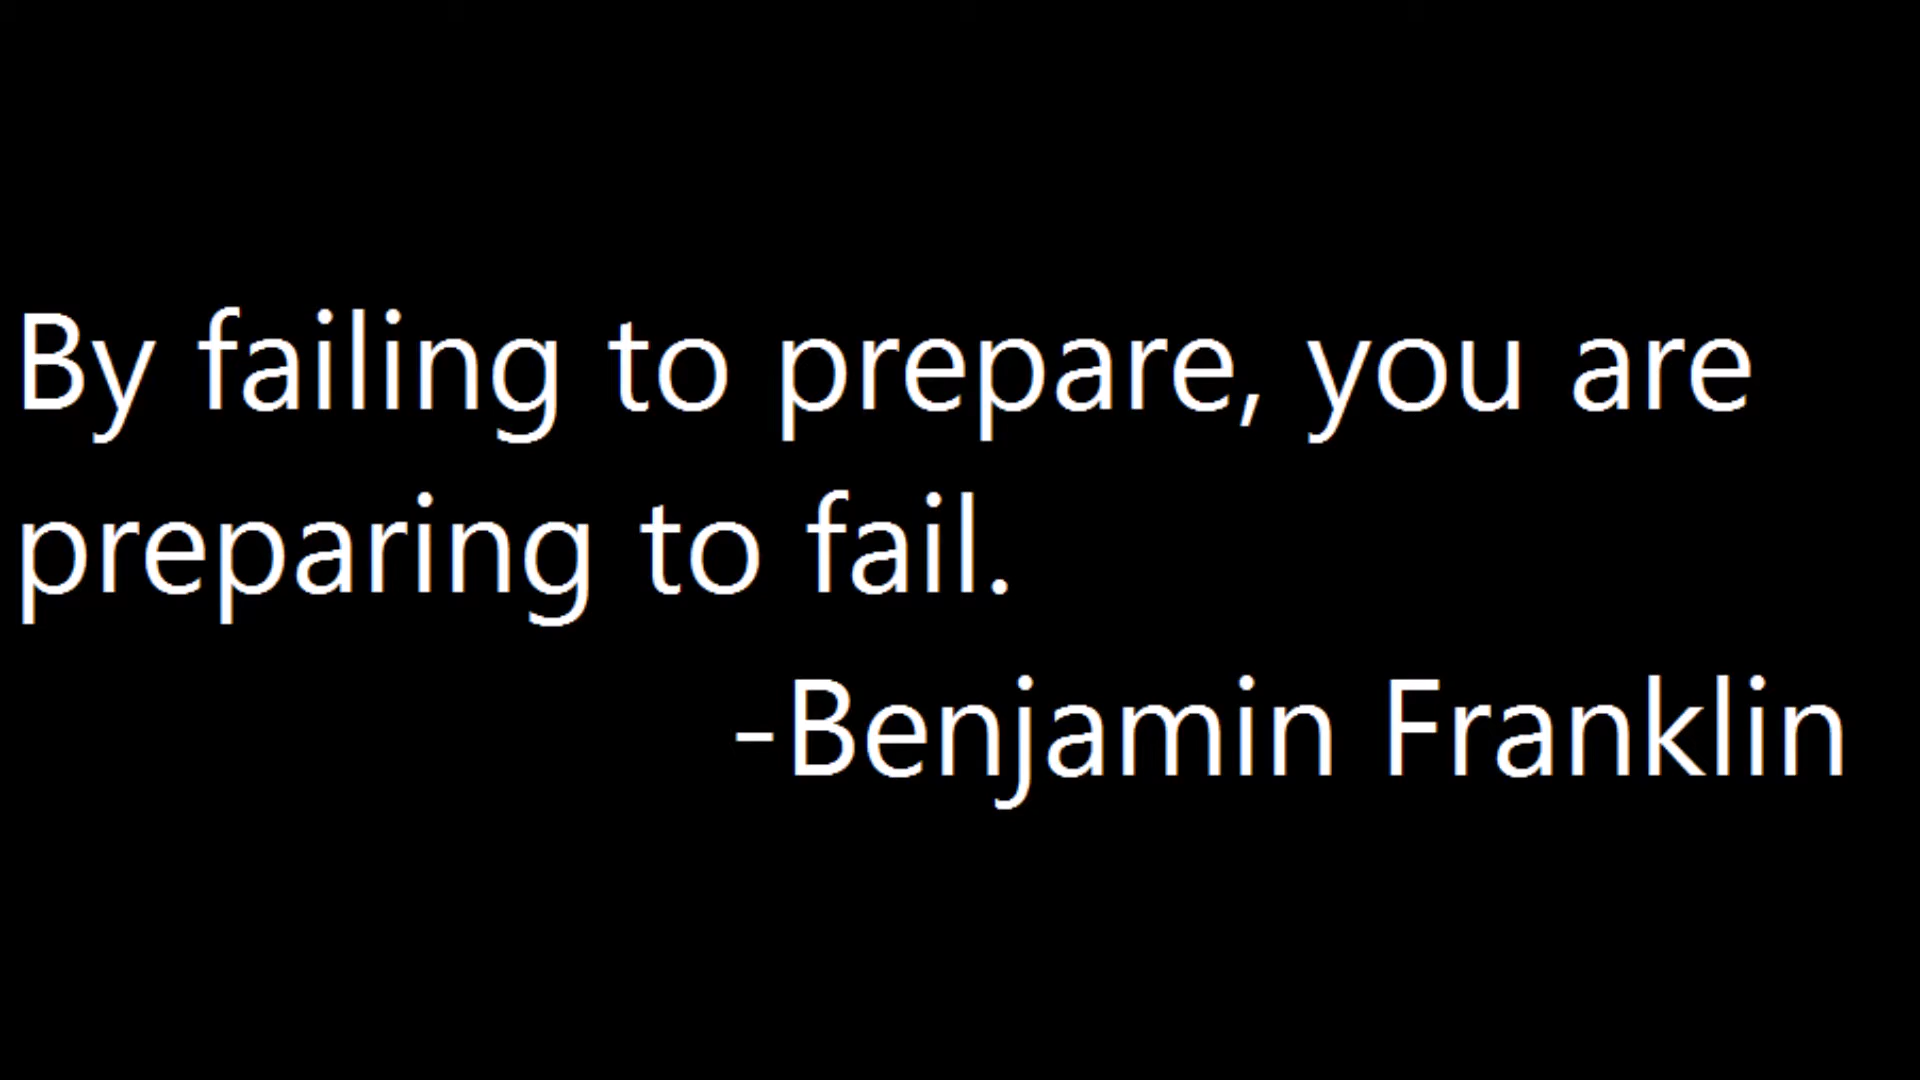 By failing to prepare, you are
preparing to fail.
-Benjamin Franklin